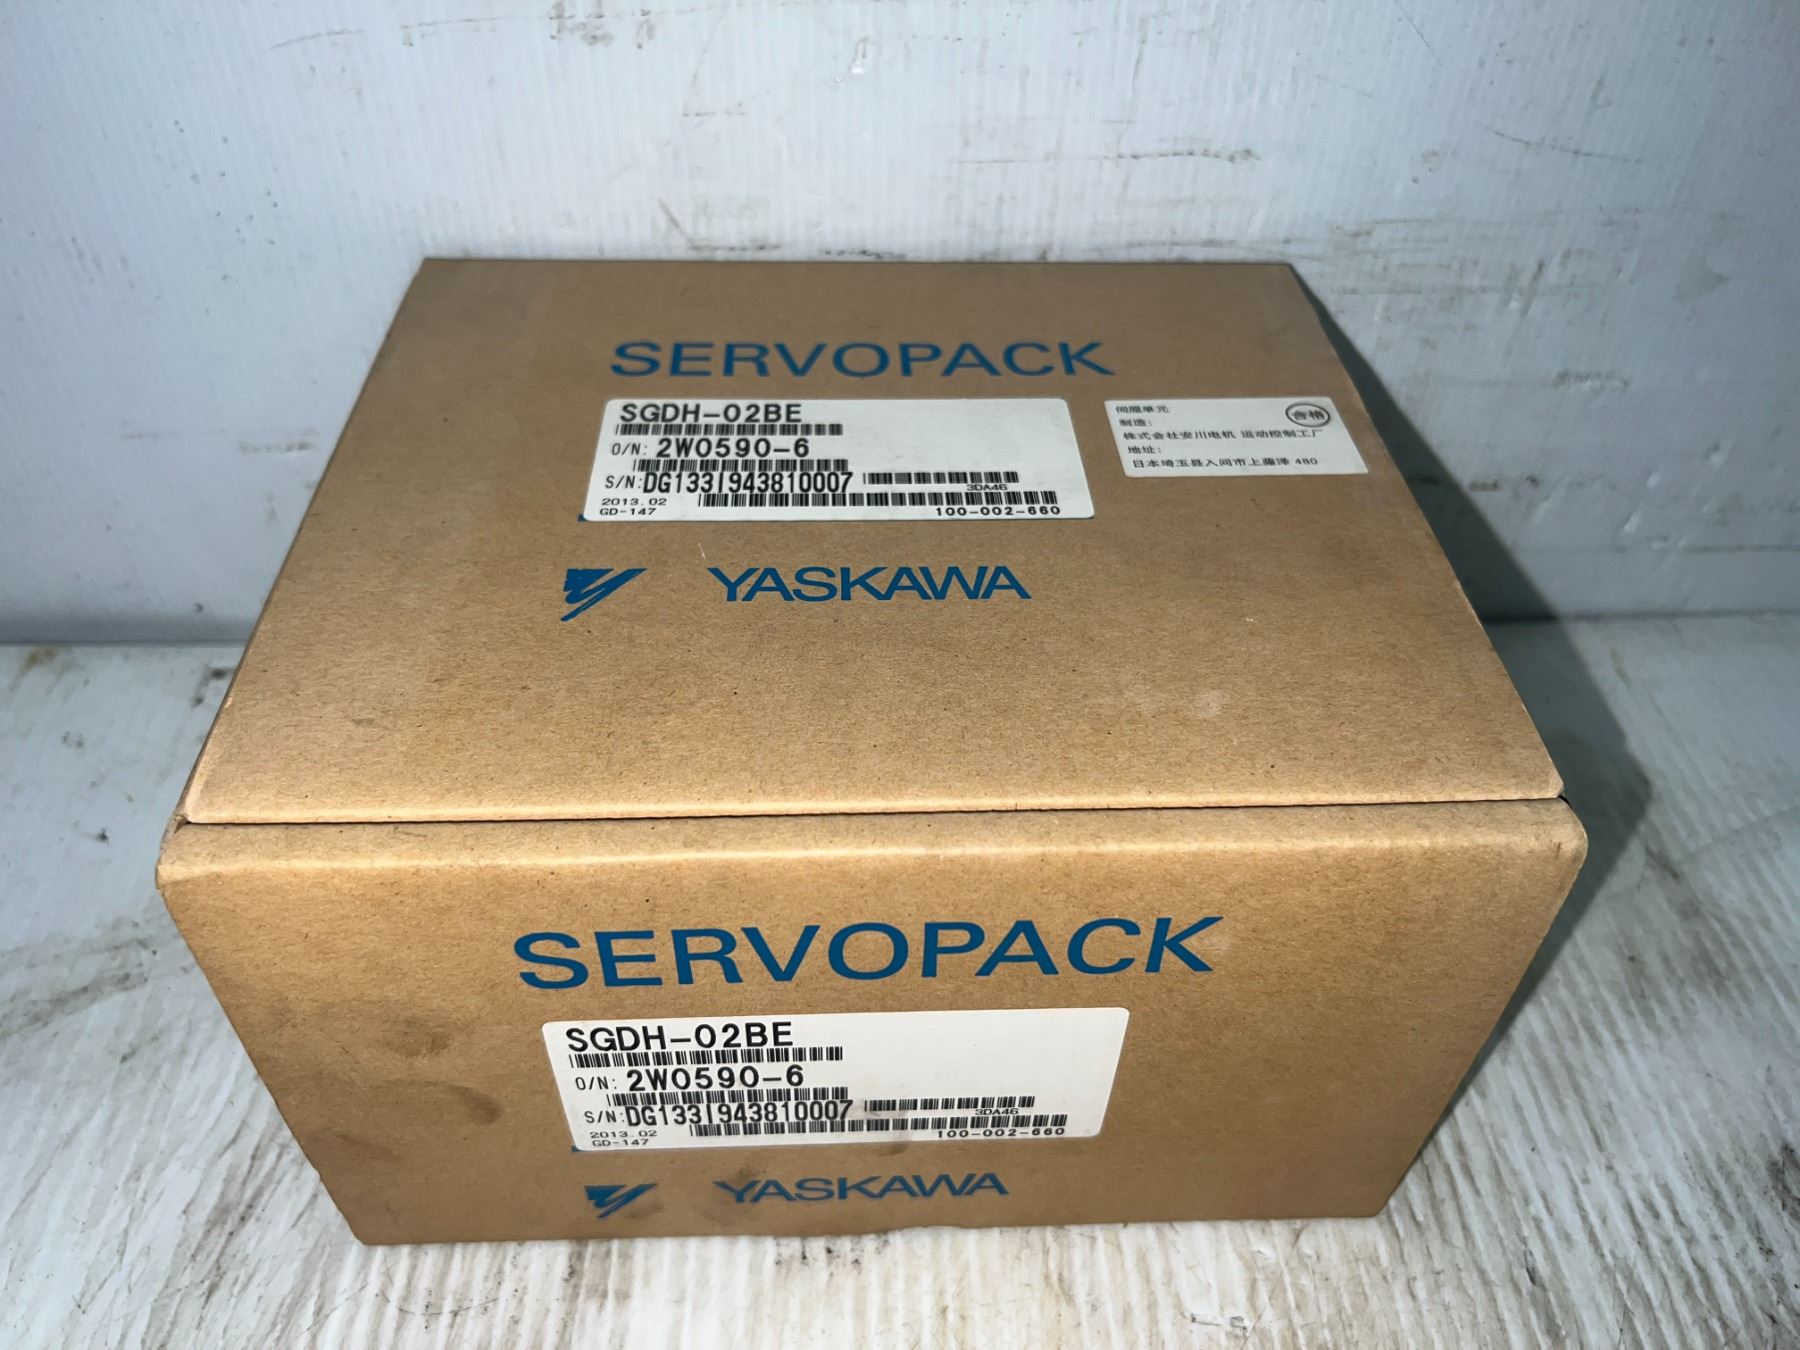 SERVOPACK
SGDH-02BE
O/N: 2W0590-6
S/N: DG133I943810007
3DA46
2013.02
GD-147
100-002-660
伺服单元
合格
制造:
株式会社安川电机 运动控制工厂
地址:
日本埼玉县入间市上藤泽 480
YASKAWA
SERVOPACK
SGDH-02BE
O/N: 2W0590-6
S/N: DG133I943810007
3DA46
2013.02
GD-147
100-002-660
YASKAWA